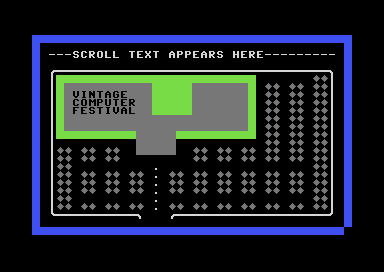 ---SCROLL TEXT APPEARS HERE---------
VINTAGE
COMPUTER
FESTIVAL